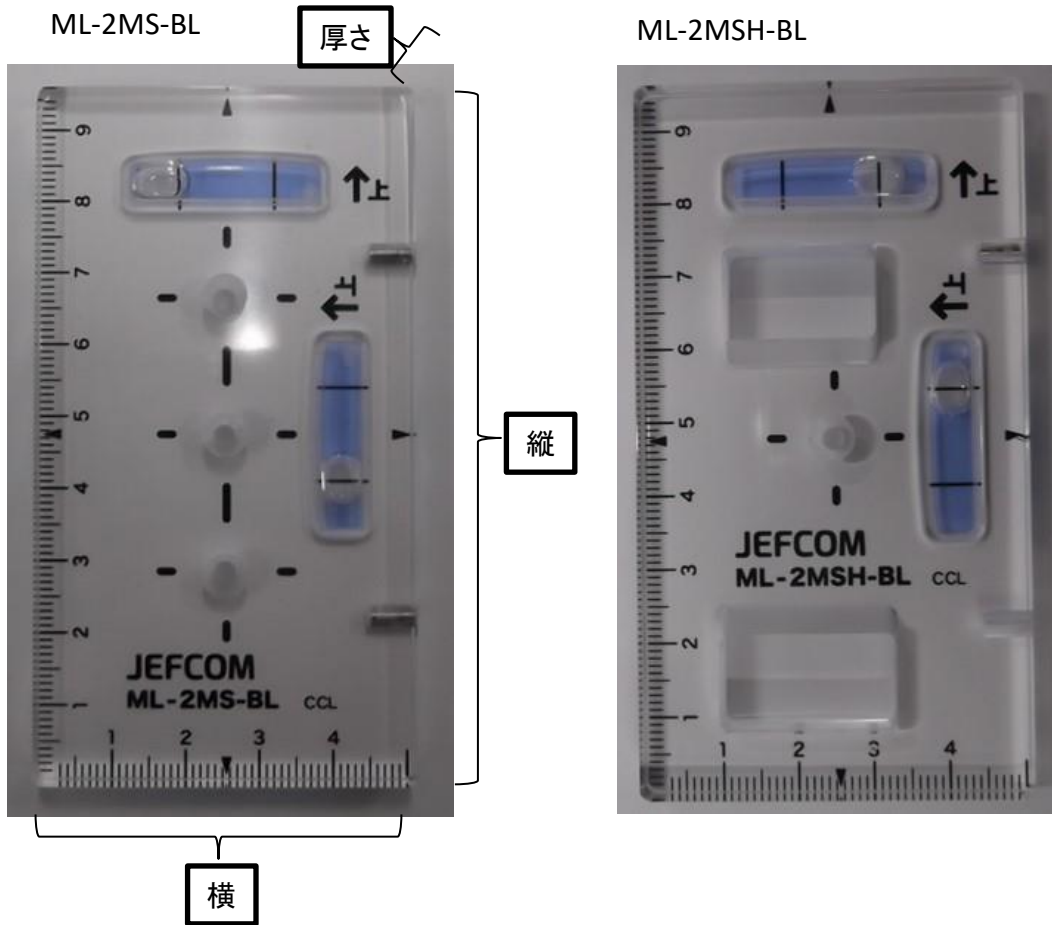 ML-2MS-BL
厚さ
ML-2MSH-BL
9
8
7
6
5
4
3
2
1
上
上
JEFCOM
ML-2MS-BL CCL
1 2 3 4
縦
横
9
8
7
6
5
4
3
2
1
上
上
JEFCOM
ML-2MSH-BL CCL
1 2 3 4